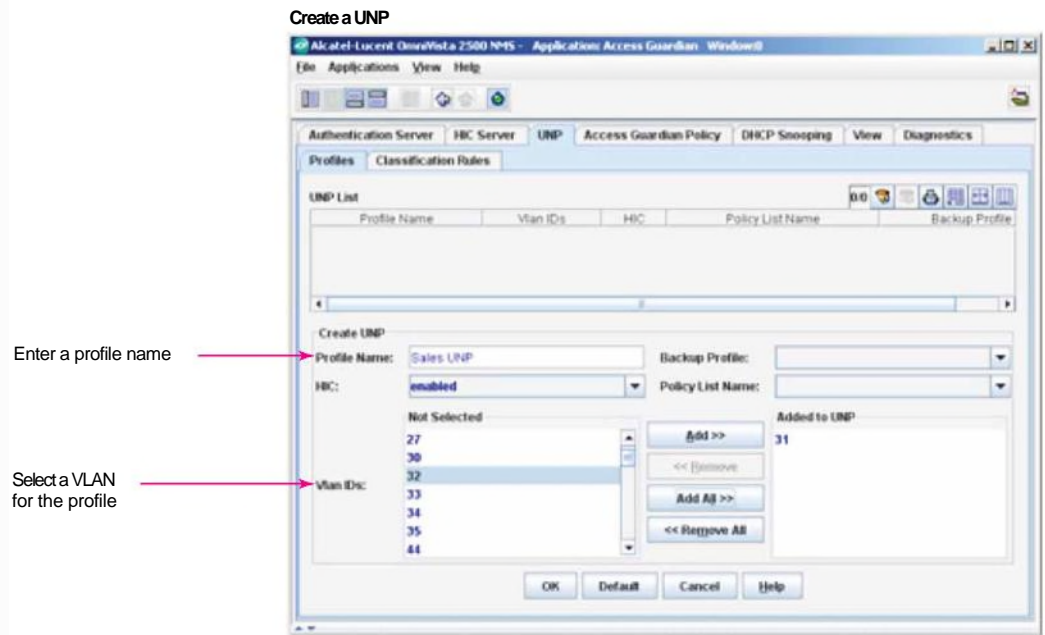 Create a UNP
Alcatel-Lucent OmniVista 2500 NMS - Application: Access Guardian Window:0
File Applications View Help
Authentication Server HIC Server UNP Access Guardian Policy DHCP Snooping View Diagnostics
Profiles Classification Rules
UNP List 0/0
Profile Name Vlan IDs HIC Policy List Name Backup Profile
Create UNP
Enter a profile name
Profile Name: Sales UNP Backup Profile:
HIC: enabled Policy List Name:
Not Selected Added to UNP
27 Add >> 31
30
<< Remove
32
Select a VLAN
for the profile
Vlan IDs:
33 Add All >>
34
35 << Remove All
44
OK Default Cancel Help